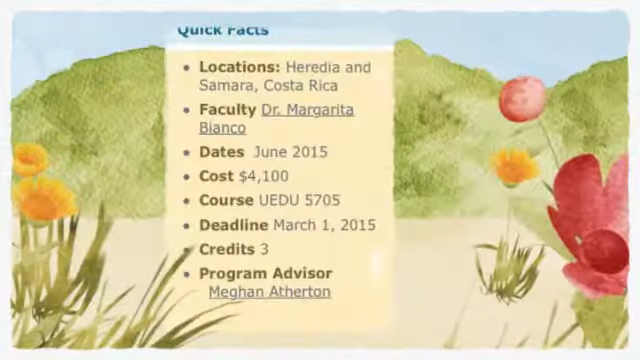 Quick Facts
Locations: Heredia and
Samara, Costa Rica
Faculty Dr. Margarita
Bianco
Dates June 2015
Cost $4,100
Course UEDU 5705
Deadline March 1, 2015
Credits 3
Program Advisor
Meghan Atherton